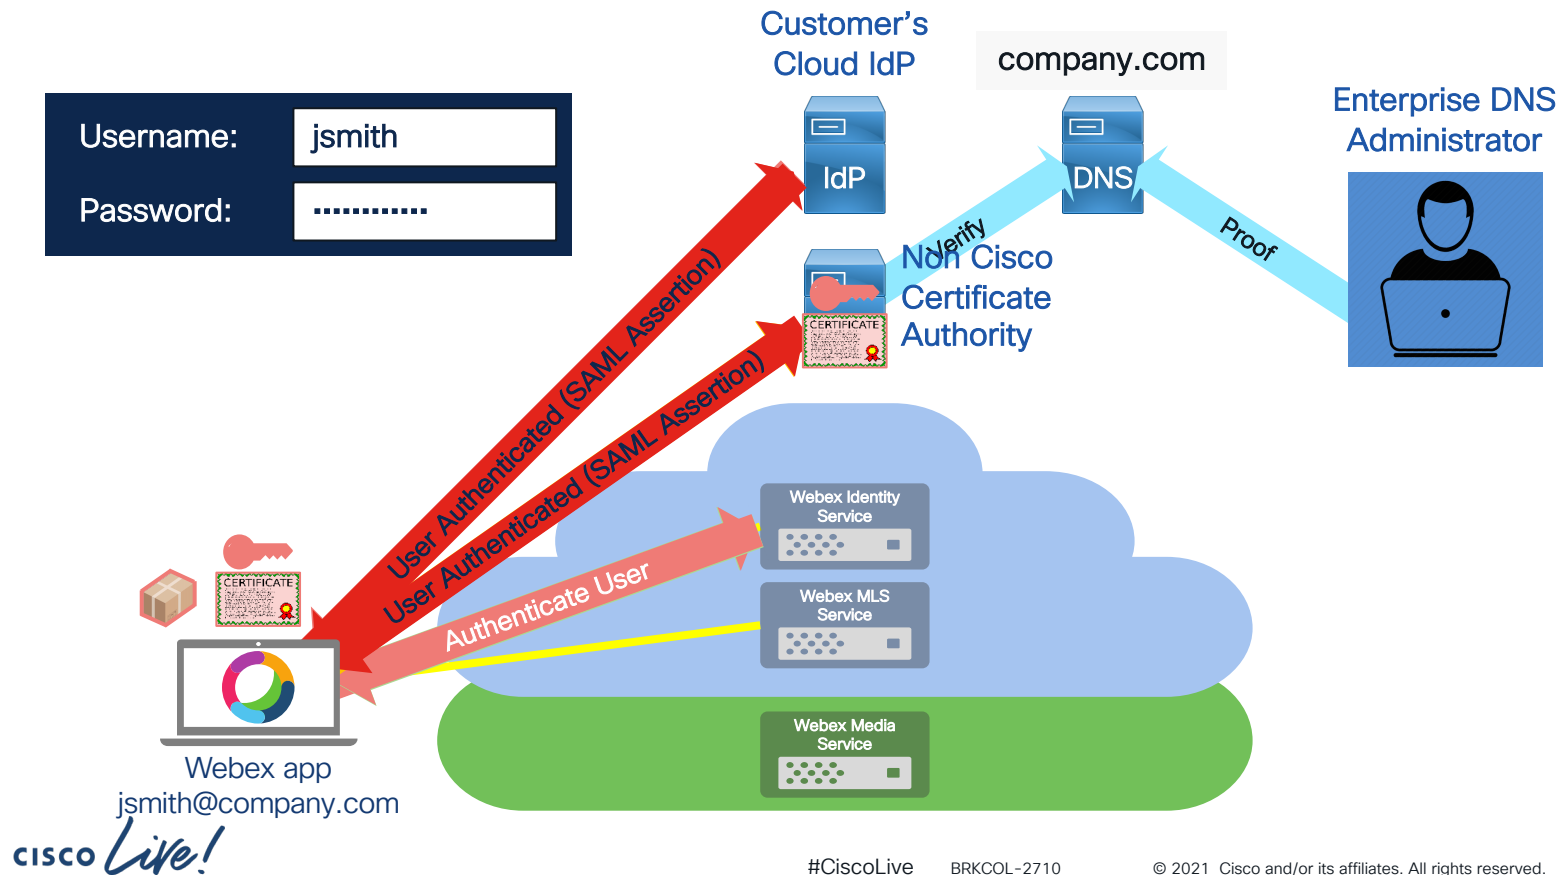 Customer's
Cloud IdP
company.com
Enterprise DNS
Administrator
Username:
jsmith
Password:
············
IdP
DNS
Verify
Proof
Non Cisco
Certificate
Authority
CERTIFICATE
User Authenticated (SAML Assertion)
User Authenticated (SAML Assertion)
Authenticate User
Webex Identity
Service
Webex MLS
Service
Webex Media
Service
CERTIFICATE
Webex app
jsmith@company.com
CISCO Live!
#CiscoLive
BRKCOL-2710
© 2021 Cisco and/or its affiliates. All rights reserved.